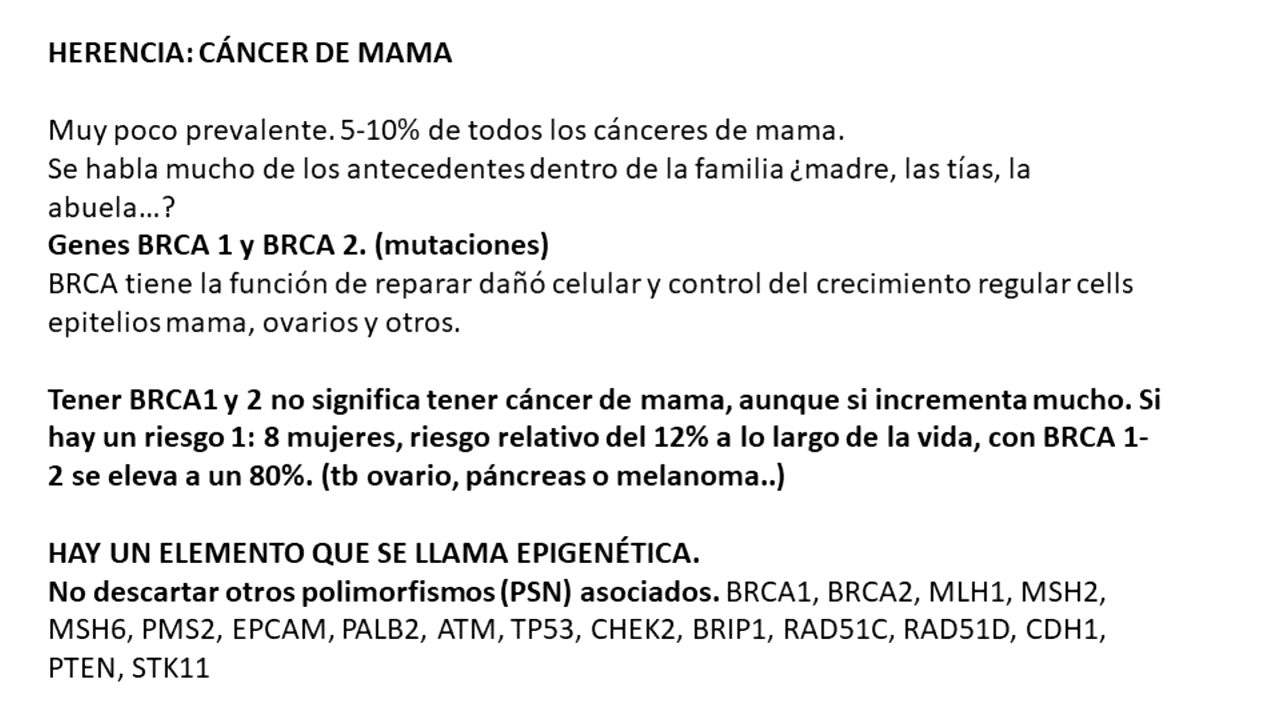 HERENCIA: CÁNCER DE MAMA
Muy poco prevalente. 5-10% de todos los cánceres de mama.
Se habla mucho de los antecedentes dentro de la familia ¿madre, las tías, la
abuela...?
Genes BRCA 1 y BRCA 2. (mutaciones)
BRCA tiene la función de reparar dañó celular y control del crecimiento regular cells
epitelios mama, ovarios y otros.
Tener BRCA1 y 2 no significa tener cáncer de mama, aunque si incrementa mucho. Si
hay un riesgo 1: 8 mujeres, riesgo relativo del 12% a lo largo de la vida, con BRCA 1-
2 se eleva a un 80%. (tb ovario, páncreas o melanoma..)
HAY UN ELEMENTO QUE SE LLAMA EPIGENÉTICA.
No descartar otros polimorfismos (PSN) asociados. BRCA1, BRCA2, MLH1, MSH2,
MSH6, PMS2, EPCAM, PALB2, ATM, TP53, CHEK2, BRIP1, RAD51C, RAD51D, CDH1,
PTEN, STK11